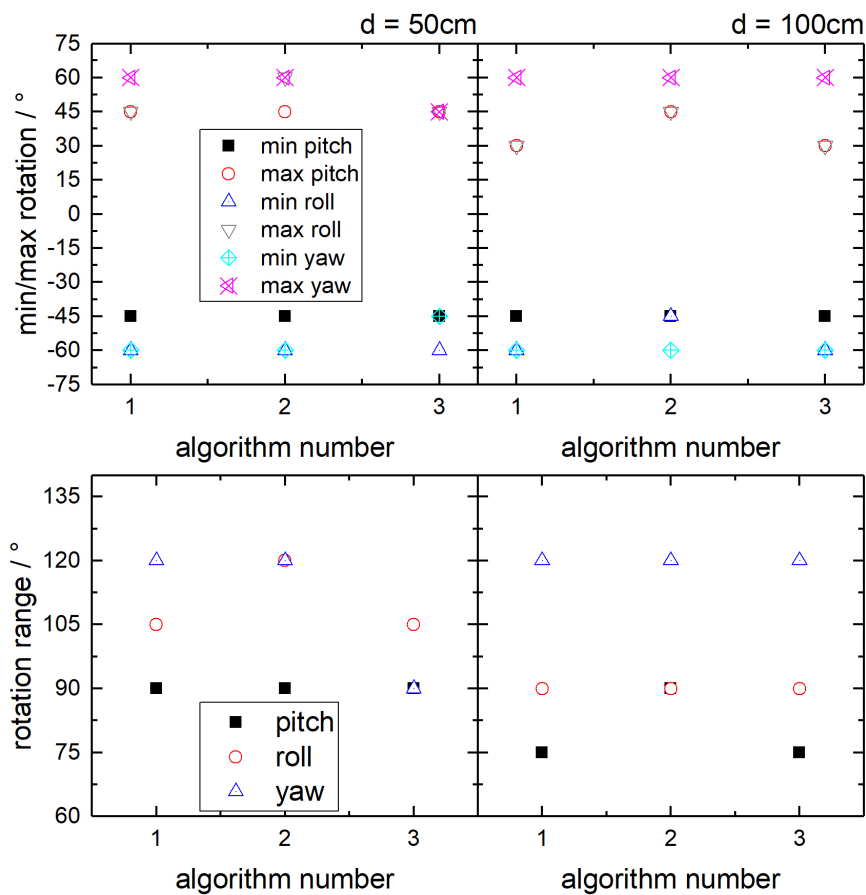 d = 50cm
d = 100cm
min/max rotation / °
75
60
45
30
15
0
-15
-30
-45
-60
-75
min pitch
max pitch
min roll
max roll
min yaw
max yaw
1 2 3
1 2 3
algorithm number
algorithm number
rotation range / °
135
120
105
90
75
60
pitch
roll
yaw
1 2 3
1 2 3
algorithm number
algorithm number